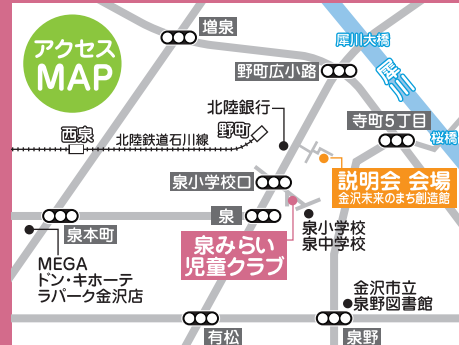 アクセス
MAP
増泉
犀川大橋
犀川
野町広小路
北陸銀行
寺町5丁目
桜橋
西泉
北陸鉄道石川線
野町
説明会 会場
金沢未来のまち創造館
泉小学校口
泉
泉本町
泉みらい
児童クラブ
泉小学校
泉中学校
MEGA
ドン・キホーテ
ラパーク金沢店
金沢市立
泉野図書館
有松
泉野